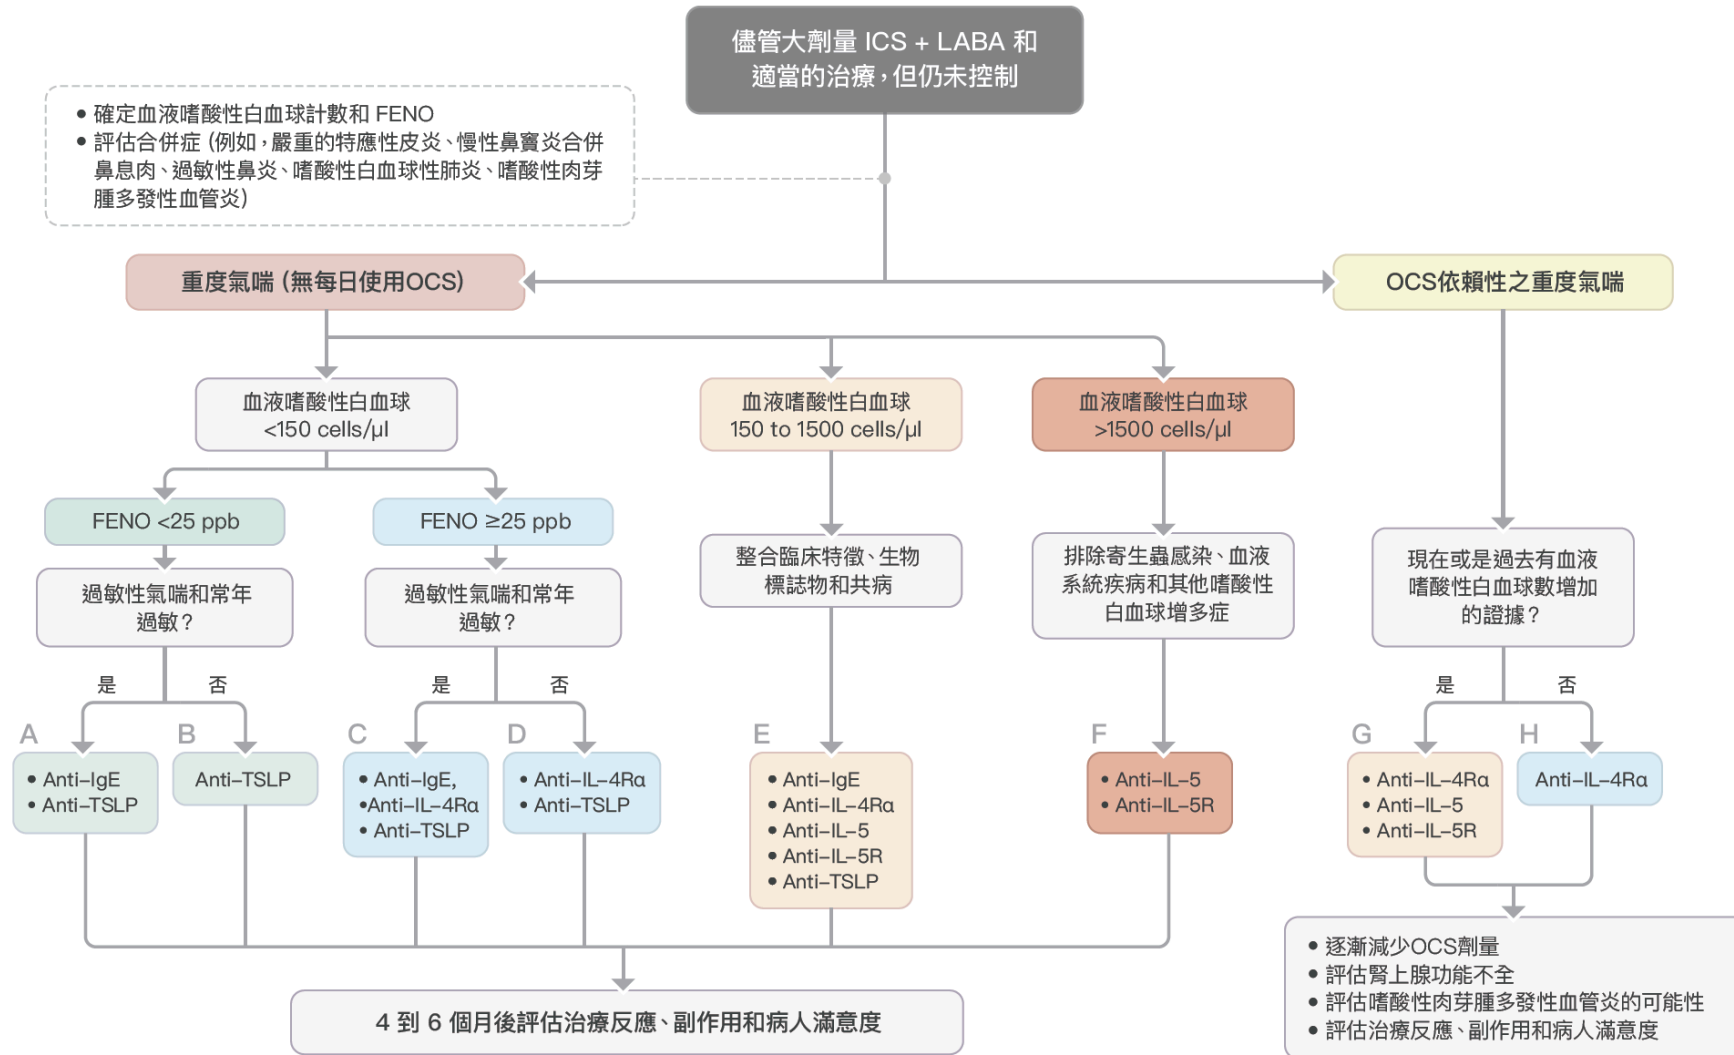 儘管大劑量 ICS + LABA 和
適當的治療，但仍未控制
• 確定血液嗜酸性白血球計數和 FENO
• 評估合併症 (例如，嚴重的特應性皮炎、慢性鼻竇炎合併
鼻息肉、過敏性鼻炎、嗜酸性白血球性肺炎、嗜酸性肉芽
腫多發性血管炎)
重度氣喘 (無每日使用OCS)
OCS依賴性之重度氣喘
血液嗜酸性白血球
<150 cells/µl
血液嗜酸性白血球
150 to 1500 cells/µl
血液嗜酸性白血球
>1500 cells/µl
FENO <25 ppb
FENO ≥25 ppb
過敏性氣喘和常年
過敏？
過敏性氣喘和常年
過敏？
整合臨床特徵、生物
標誌物和共病
排除寄生蟲感染、血液
系統疾病和其他嗜酸性
白血球增多症
現在或是過去有血液
嗜酸性白血球數增加
的證據？
是
否
是
否
是
否
A
• Anti-IgE
• Anti-TSLP
B
Anti-TSLP
C
• Anti-IgE,
•Anti-IL-4Rα
• Anti-TSLP
D
• Anti-IL-4Rα
• Anti-TSLP
E
• Anti-IgE
• Anti-IL-4Rα
• Anti-IL-5
• Anti-IL-5R
• Anti-TSLP
F
• Anti-IL-5
• Anti-IL-5R
G
• Anti-IL-4Rα
• Anti-IL-5
• Anti-IL-5R
H
Anti-IL-4Rα
4 到 6 個月後評估治療反應、副作用和病人滿意度
• 逐漸減少OCS劑量
• 評估腎上腺功能不全
• 評估嗜酸性肉芽腫多發性血管炎的可能性
• 評估治療反應、副作用和病人滿意度